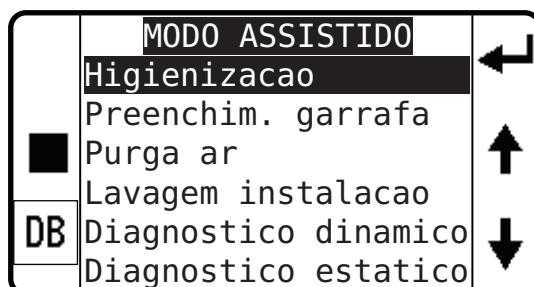 MODO ASSISTIDO
Higienizacao
Preenchim. garrafa
Purga ar
Lavagem instalacao
DB
Diagnostico dinamico
Diagnostico estatico